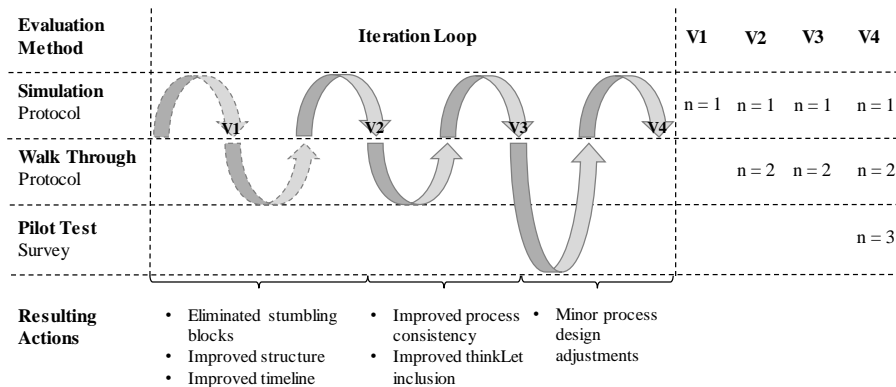 Evaluation Method
Iteration Loop
V1 V2 V3 V4
Simulation
Protocol
V1 V2 V3 V4
n = 1 n = 1 n = 1 n = 1
Walk Through
Protocol
n = 2 n = 2 n = 2
Pilot Test
Survey
n = 3
Resulting
Actions
• Eliminated stumbling
blocks
• Improved structure
• Improved timeline
• Improved process
consistency
• Improved thinkLet
inclusion
• Minor process
design
adjustments